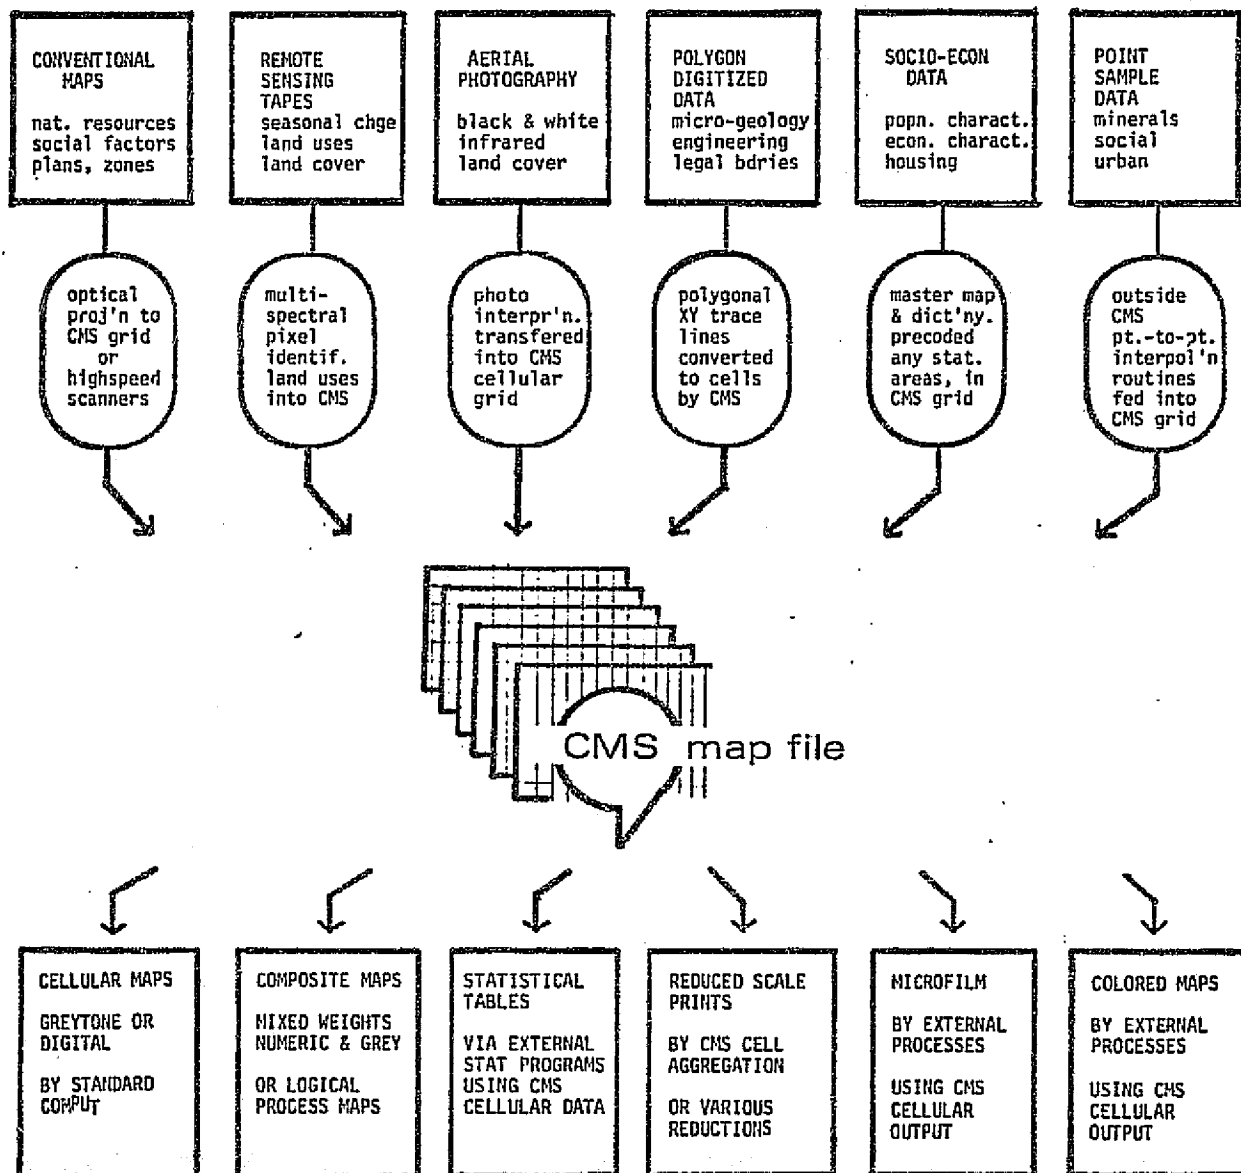 CONVENTIONAL
MAPS
nat. resources
social factors
plans, zones
REMOTE
SENSING
TAPES
seasonal chge
land uses
land cover
AERIAL
PHOTOGRAPHY
black & white
infrared
land cover
POLYGON
DIGITIZED
DATA
micro-geology
engineering
legal bdries
SOCIO-ECON
DATA
popn. charact.
econ. charact.
housing
POINT
SAMPLE
DATA
minerals
social
urban
optical
proj'n to
CMS grid
or
highspeed
scanners
multi-
spectral
pixel
identif.
land uses
into CMS
photo
interpr'n.
transfered
into CMS
cellular
grid
polygonal
XY trace
lines
converted
to cells
by CMS
master map
& dict'ny.
precoded
any stat.
areas, in
CMS grid
outside
CMS
pt.-to-pt.
interpol'n
routines
fed into
CMS grid
CMS map file
CELLULAR MAPS
GREYTONE OR
DIGITAL
BY STANDARD
COMPUT
COMPOSITE MAPS
MIXED WEIGHTS
NUMERIC & GREY
OR LOGICAL
PROCESS MAPS
STATISTICAL
TABLES
VIA EXTERNAL
STAT PROGRAMS
USING CMS
CELLULAR DATA
REDUCED SCALE
PRINTS
BY CMS CELL
AGGREGATION
OR VARIOUS
REDUCTIONS
MICROFILM
BY EXTERNAL
PROCESSES
USING CMS
CELLULAR
OUTPUT
COLORED MAPS
BY EXTERNAL
PROCESSES
USING CMS
CELLULAR
OUTPUT